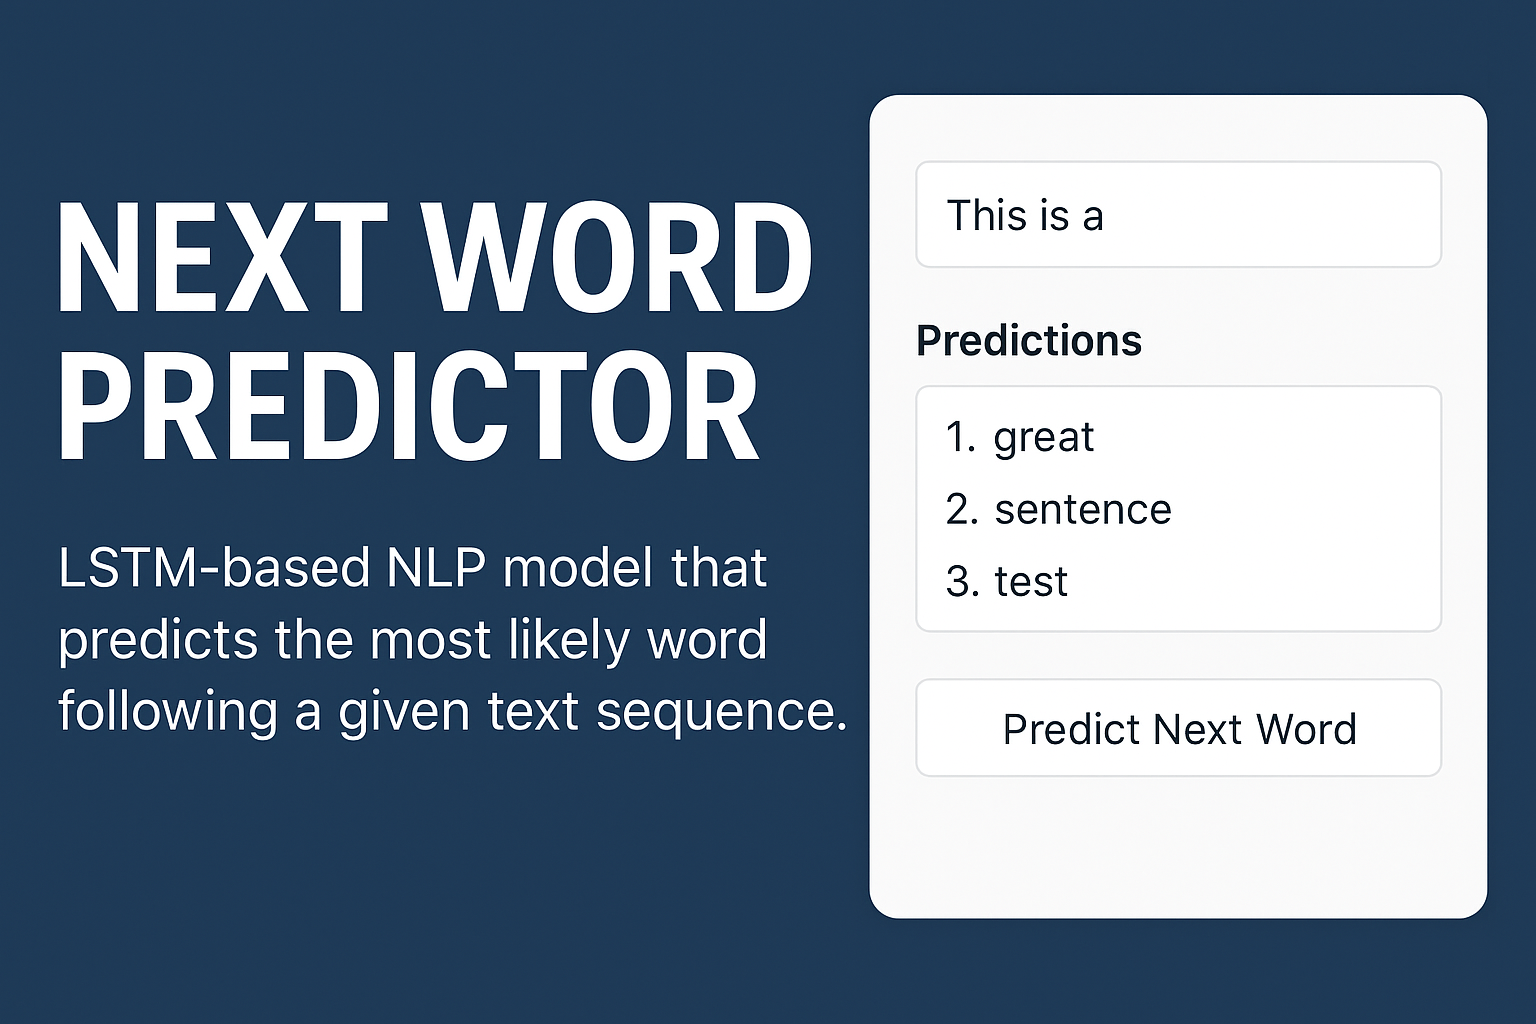 NEXT WORD
PREDICTOR
LSTM-based NLP model that
predicts the most likely word
following a given text sequence.
This is a
Predictions
1. great
2. sentence
3. test
Predict Next Word